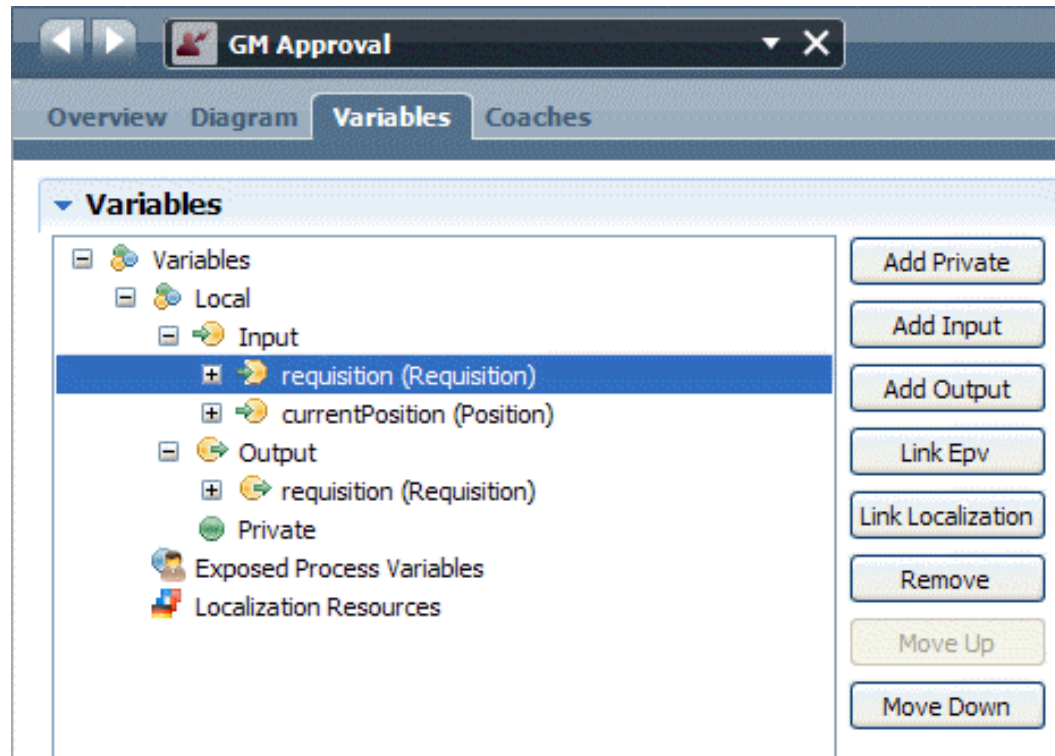 GM Approval
Overview Diagram Variables Coaches
Variables
Variables
Local
Input
requisition (Requisition)
currentPosition (Position)
Output
requisition (Requisition)
Private
Exposed Process Variables
Localization Resources
Add Private
Add Input
Add Output
Link Epv
Link Localization
Remove
Move Up
Move Down